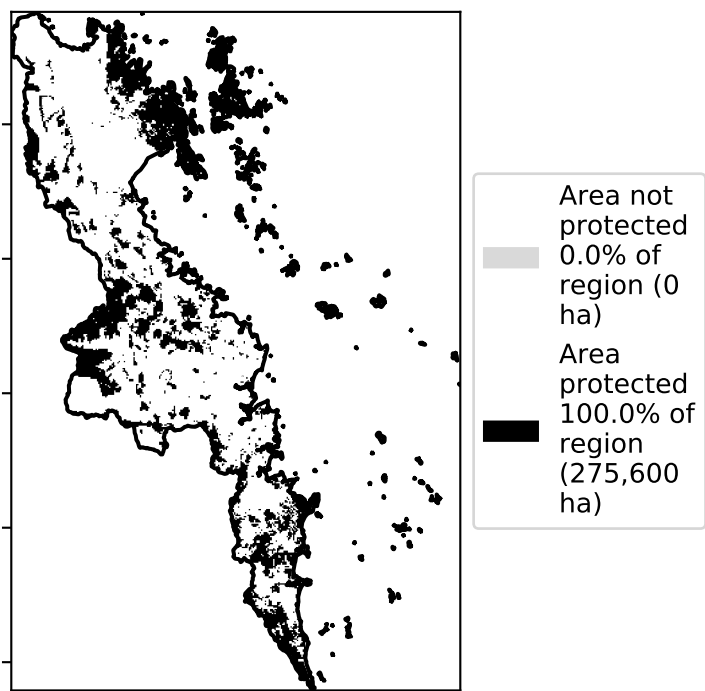 Area not
protected
0.0% of
region (0
ha)
Area
protected
100.0% of
region
(275,600
ha)